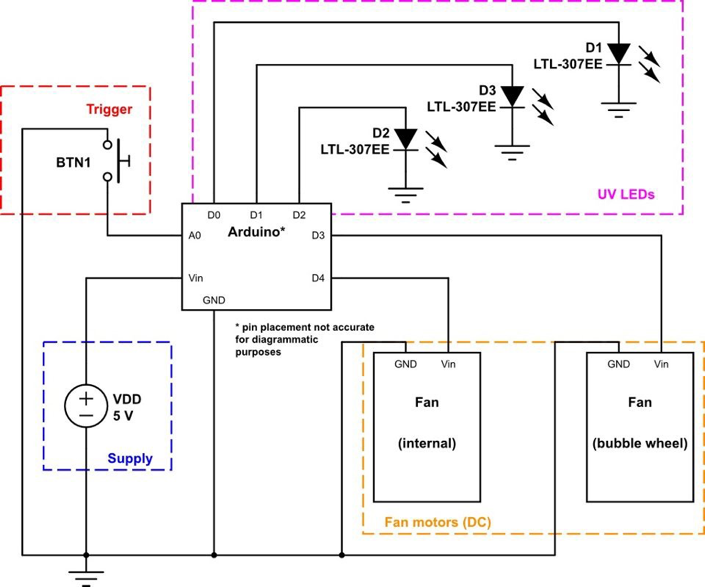 D1
LTL-307EE
D3
LTL-307EE
D2
LTL-307EE
UV LEDs
Trigger
BTN1
D0 D1 D2
Arduino*
A0
D3
Vin
D4
GND
* pin placement not accurate
for diagrammatic
purposes
GND Vin
Fan
(internal)
GND Vin
Fan
(bubble wheel)
Fan motors (DC)
+
VDD
5 V
−
Supply